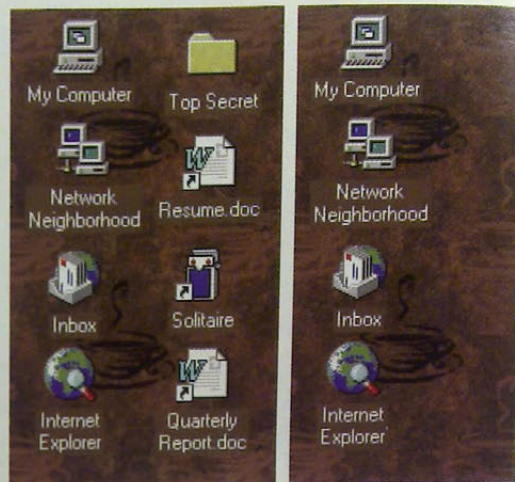 My Computer
Top Secret
Network
Neighborhood
Resume.doc
Inbox
Solitaire
Internet
Explorer
Quarterly
Report.doc
My Computer
Network
Neighborhood
Inbox
Internet
Explorer